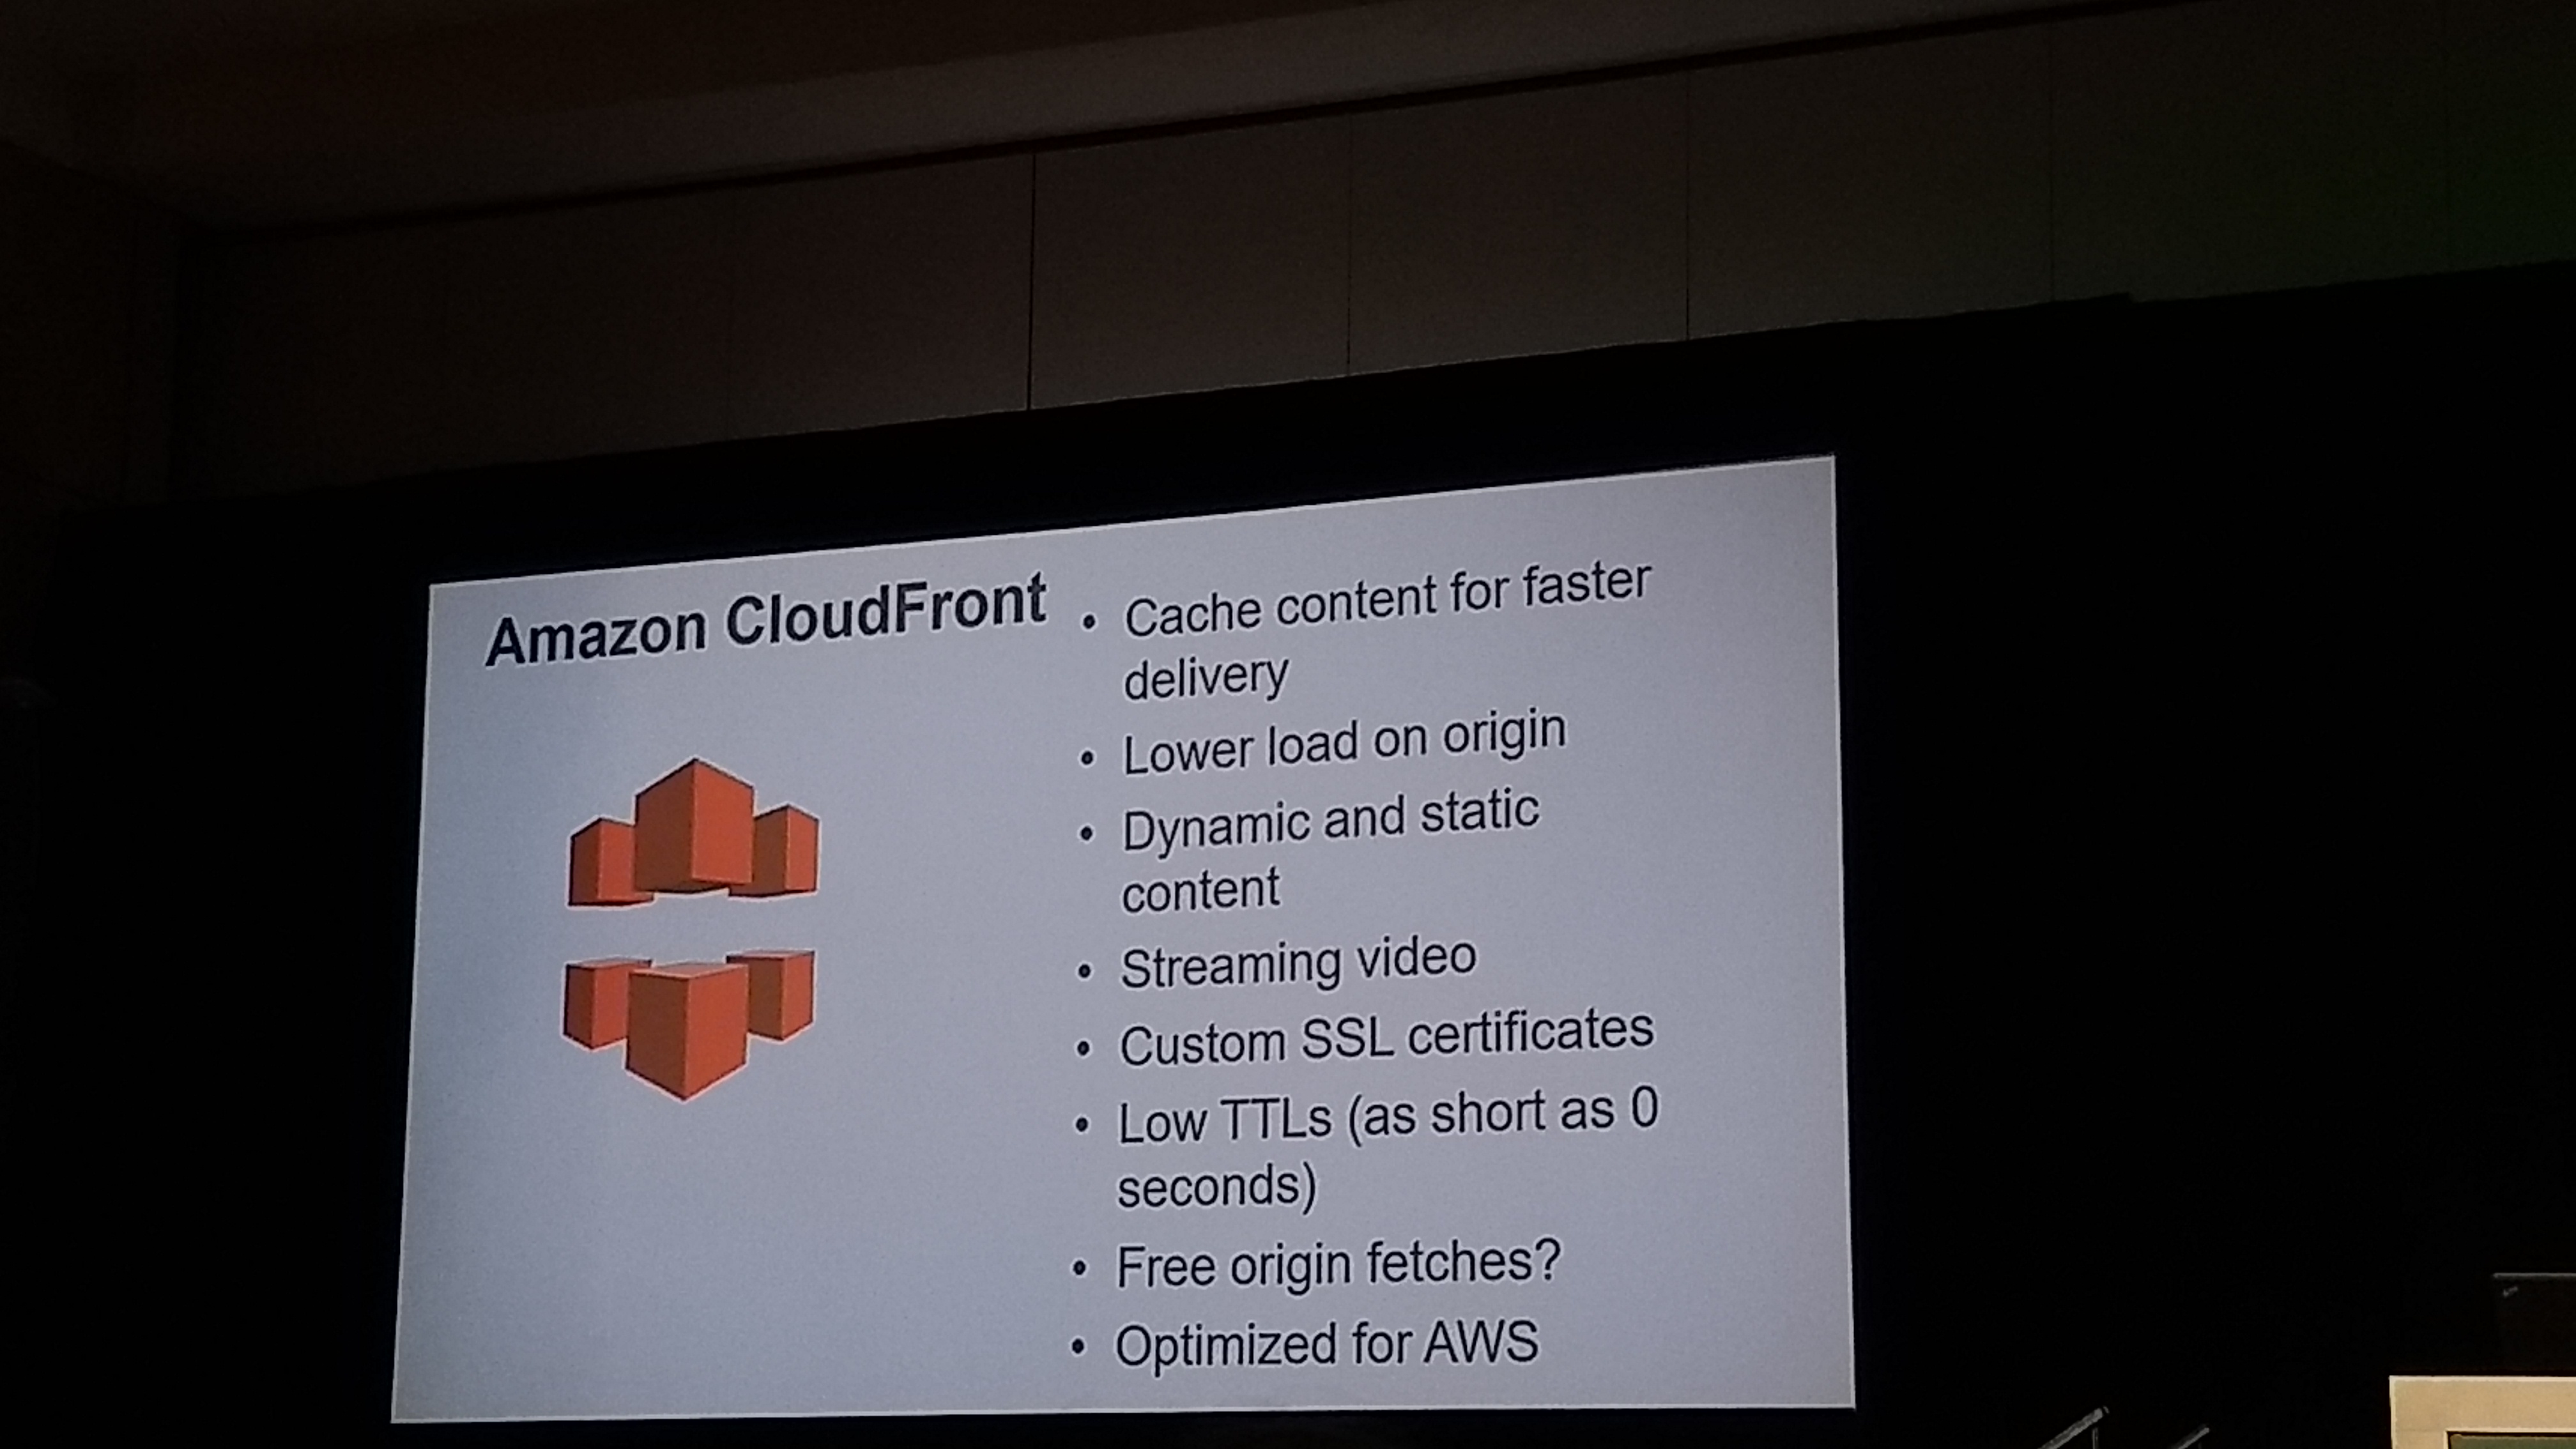 Amazon CloudFront
• Cache content for faster
delivery
• Lower load on origin
• Dynamic and static
content
• Streaming video
• Custom SSL certificates
• Low TTLs (as short as 0
seconds)
• Free origin fetches?
• Optimized for AWS